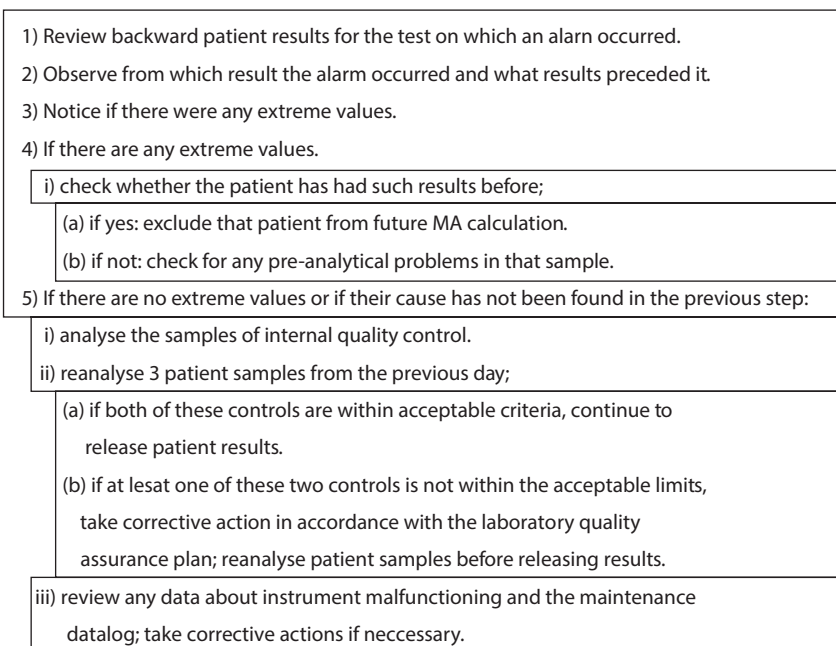 1) Review backward patient results for the test on which an alarn occurred.
2) Observe from which result the alarm occurred and what results preceded it.
3) Notice if there were any extreme values.
4) If there are any extreme values.
i) check whether the patient has had such results before;
(a) if yes: exclude that patient from future MA calculation.
(b) if not: check for any pre-analytical problems in that sample.
5) If there are no extreme values or if their cause has not been found in the previous step:
i) analyse the samples of internal quality control.
ii) reanalyse 3 patient samples from the previous day;
(a) if both of these controls are within acceptable criteria, continue to
release patient results.
(b) if at lesat one of these two controls is not within the acceptable limits,
take corrective action in accordance with the laboratory quality
assurance plan; reanalyse patient samples before releasing results.
iii) review any data about instrument malfunctioning and the maintenance
datalog; take corrective actions if neccessary.